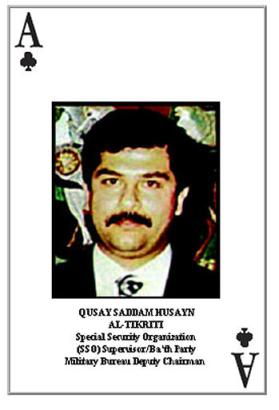 A
QUSAY SADDAM HUSAYN
AL-TIKRITI
Special Security Organization
(SSO) Supervisor/Ba'th Party
Military Bureau Deputy Chairman
A